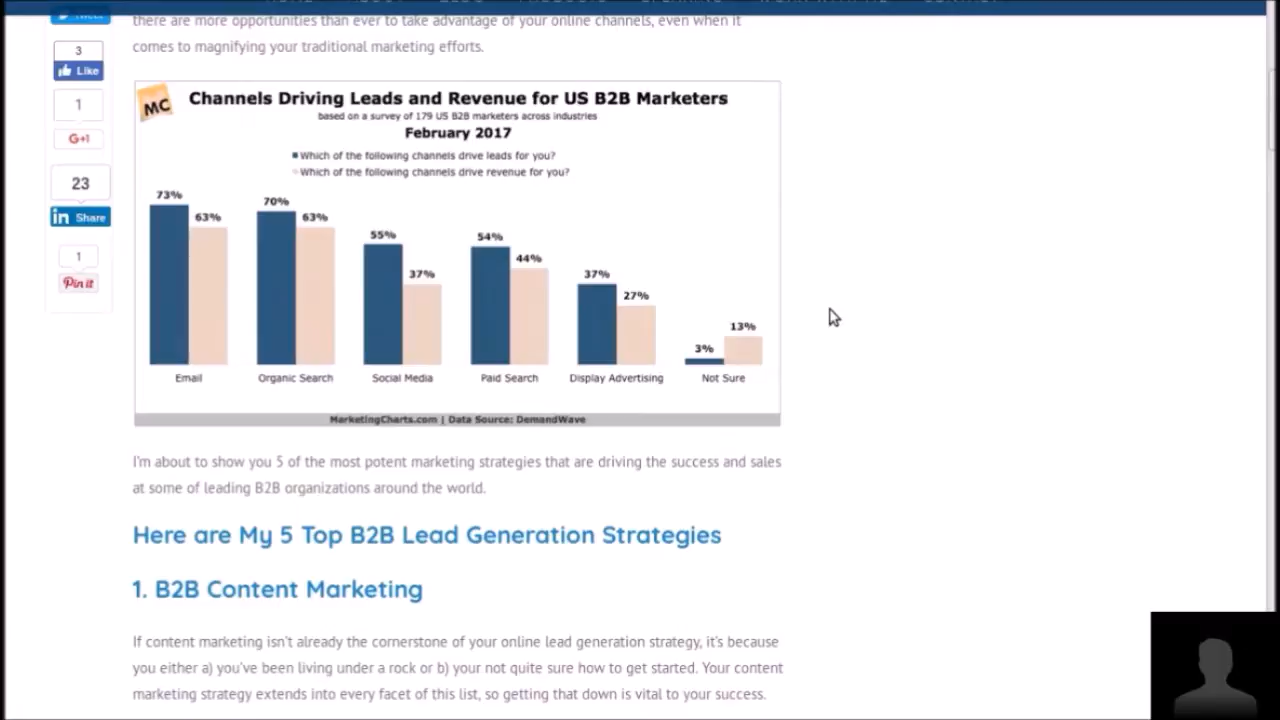 there are more opportunities than ever to take advantage of your online channels, even when it
comes to magnifying your traditional marketing efforts.
Tweet
3
Like
1
G+1
23
in Share
1
Pin it
MC
Channels Driving Leads and Revenue for US B2B Marketers
based on a survey of 179 US B2B marketers across industries
February 2017
Which of the following channels drive leads for you?
Which of the following channels drive revenue for you?
73%
63%
70%
63%
55%
37%
54%
44%
37%
27%
3%
13%
Email
Organic Search
Social Media
Paid Search
Display Advertising
Not Sure
MarketingCharts.com | Data Source: DemandWave
I'm about to show you 5 of the most potent marketing strategies that are driving the success and sales
at some of leading B2B organizations around the world.
Here are My 5 Top B2B Lead Generation Strategies
1. B2B Content Marketing
If content marketing isn't already the cornerstone of your online lead generation strategy, it's because
you either a) you've been living under a rock or b) your not quite sure how to get started. Your content
marketing strategy extends into every facet of this list, so getting that down is vital to your success.